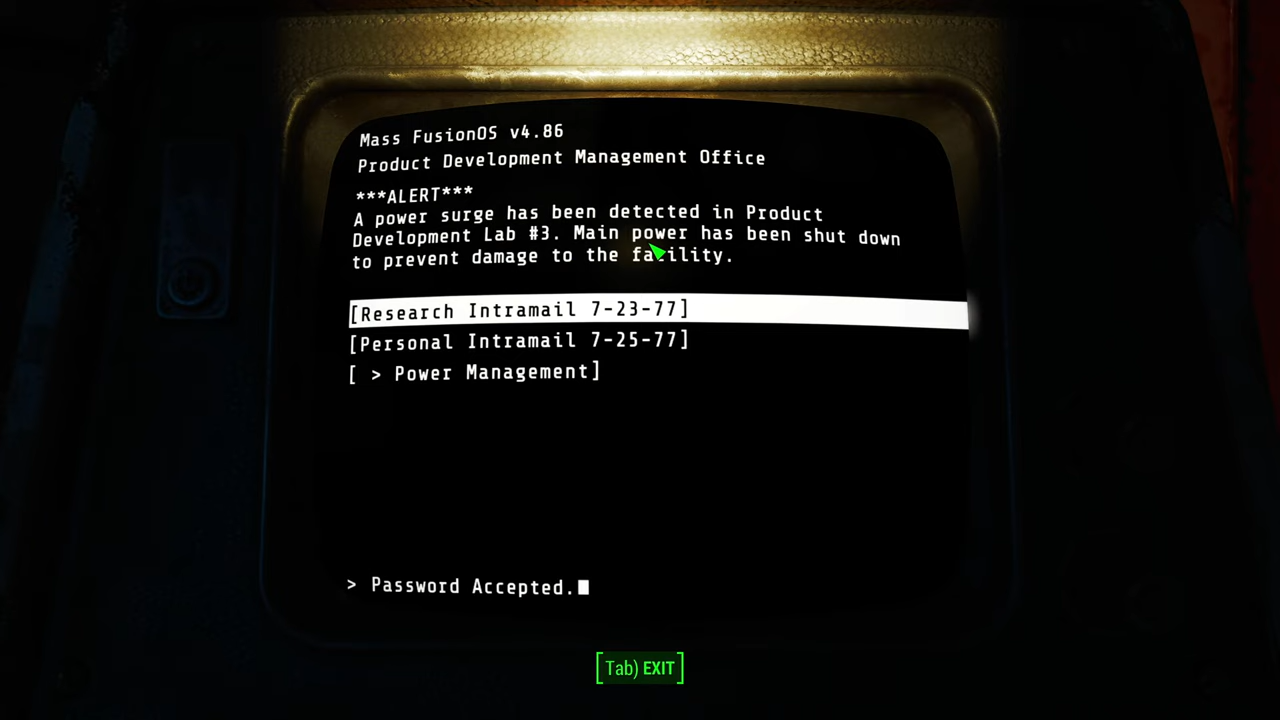 Mass FusionOS v4.86
Product Development Management Office
***ALERT***
A power surge has been detected in Product
Development Lab #3. Main power has been shut down
to prevent damage to the facility.
[Research Intramail 7-23-77]
[Personal Intramail 7-25-77]
[ > Power Management]
> Password Accepted.
[Tab) EXIT]